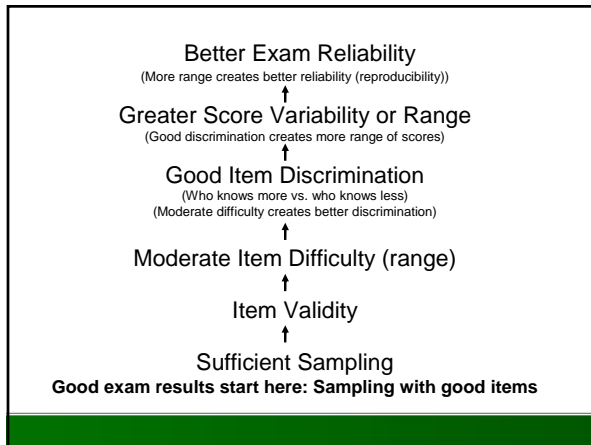 Better Exam Reliability
(More range creates better reliability (reproducibility))
Greater Score Variability or Range
(Good discrimination creates more range of scores)
Good Item Discrimination
(Who knows more vs. who knows less)
(Moderate difficulty creates better discrimination)
Moderate Item Difficulty (range)
Item Validity
Sufficient Sampling
Good exam results start here: Sampling with good items